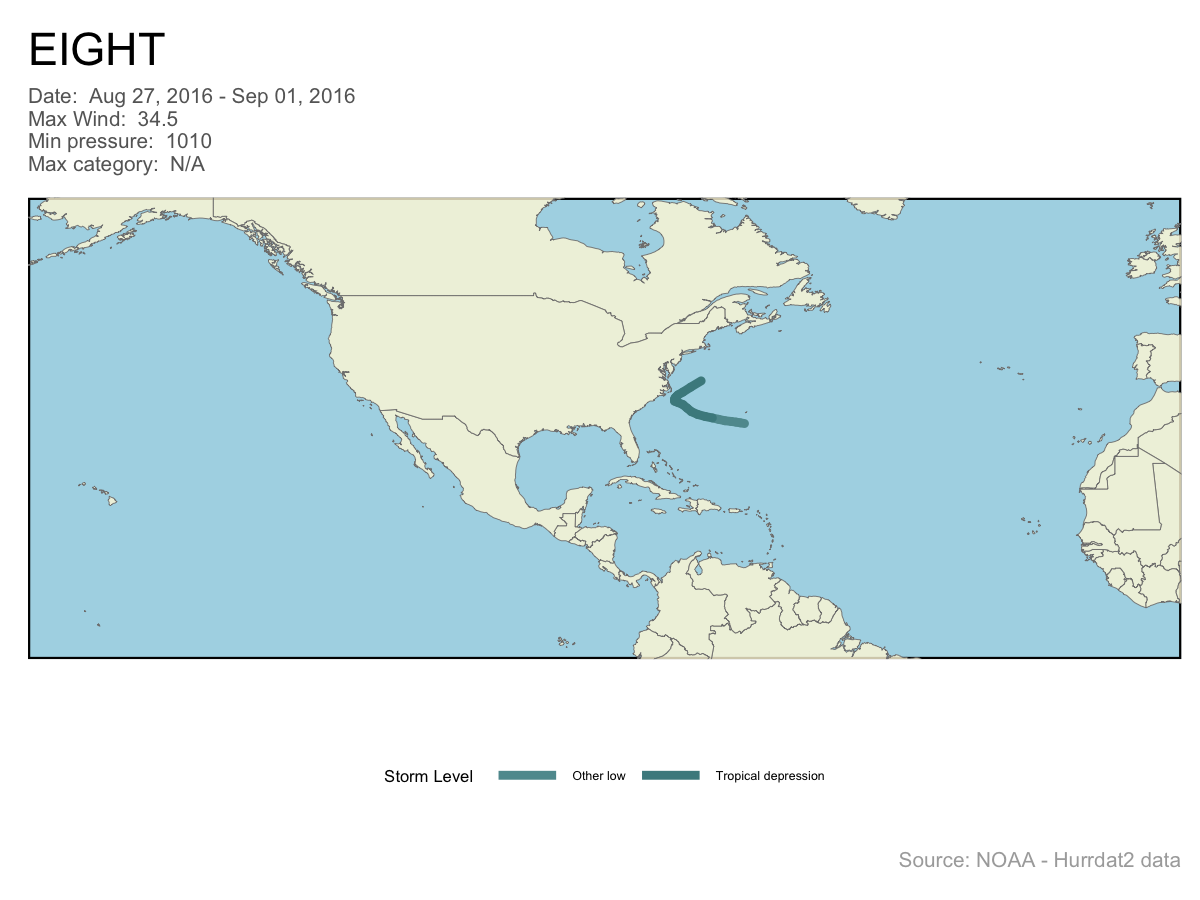 EIGHT
Date:  Aug 27, 2016 - Sep 01, 2016
Max Wind:  34.5
Min pressure:  1010
Max category:  N/A
Storm Level Other low Tropical depression
Source: NOAA - Hurrdat2 data